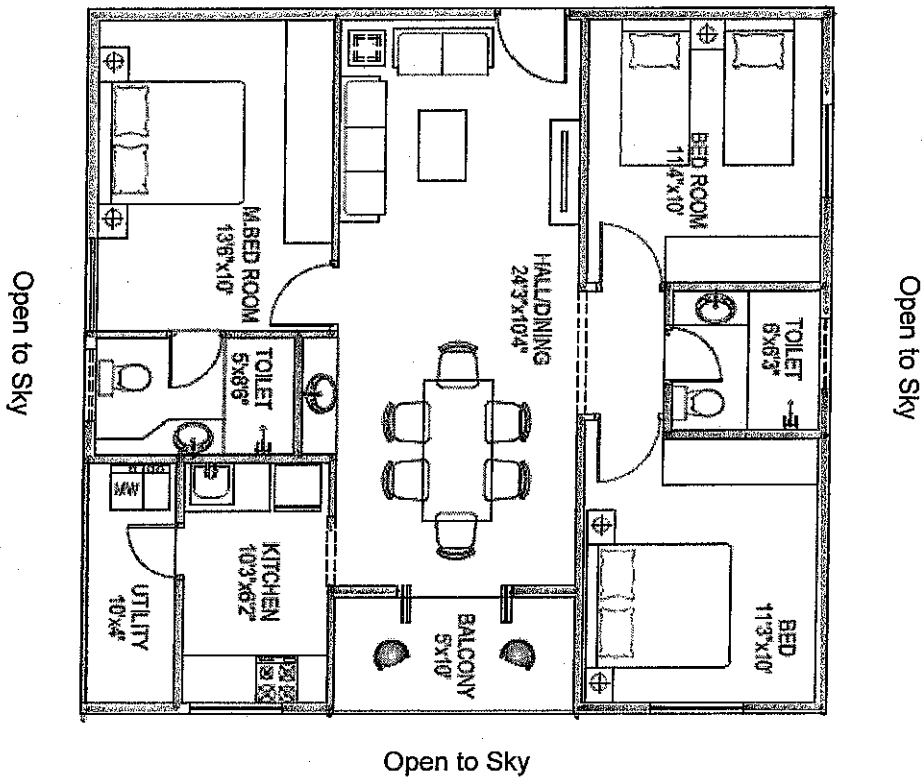 BED ROOM
11'4"x10'
M.BED ROOM
13'6"x10'
HALL/DINING
24'3"x10'4"
TOILET
6'x6'3"
TOILET
5'x8'6"
Open to Sky
Open to Sky
KITCHEN
10'3"x6'2"
UTILITY
10'x4"
WM
BALCONY
5'x10'
BED
11'3"x10'
Open to Sky